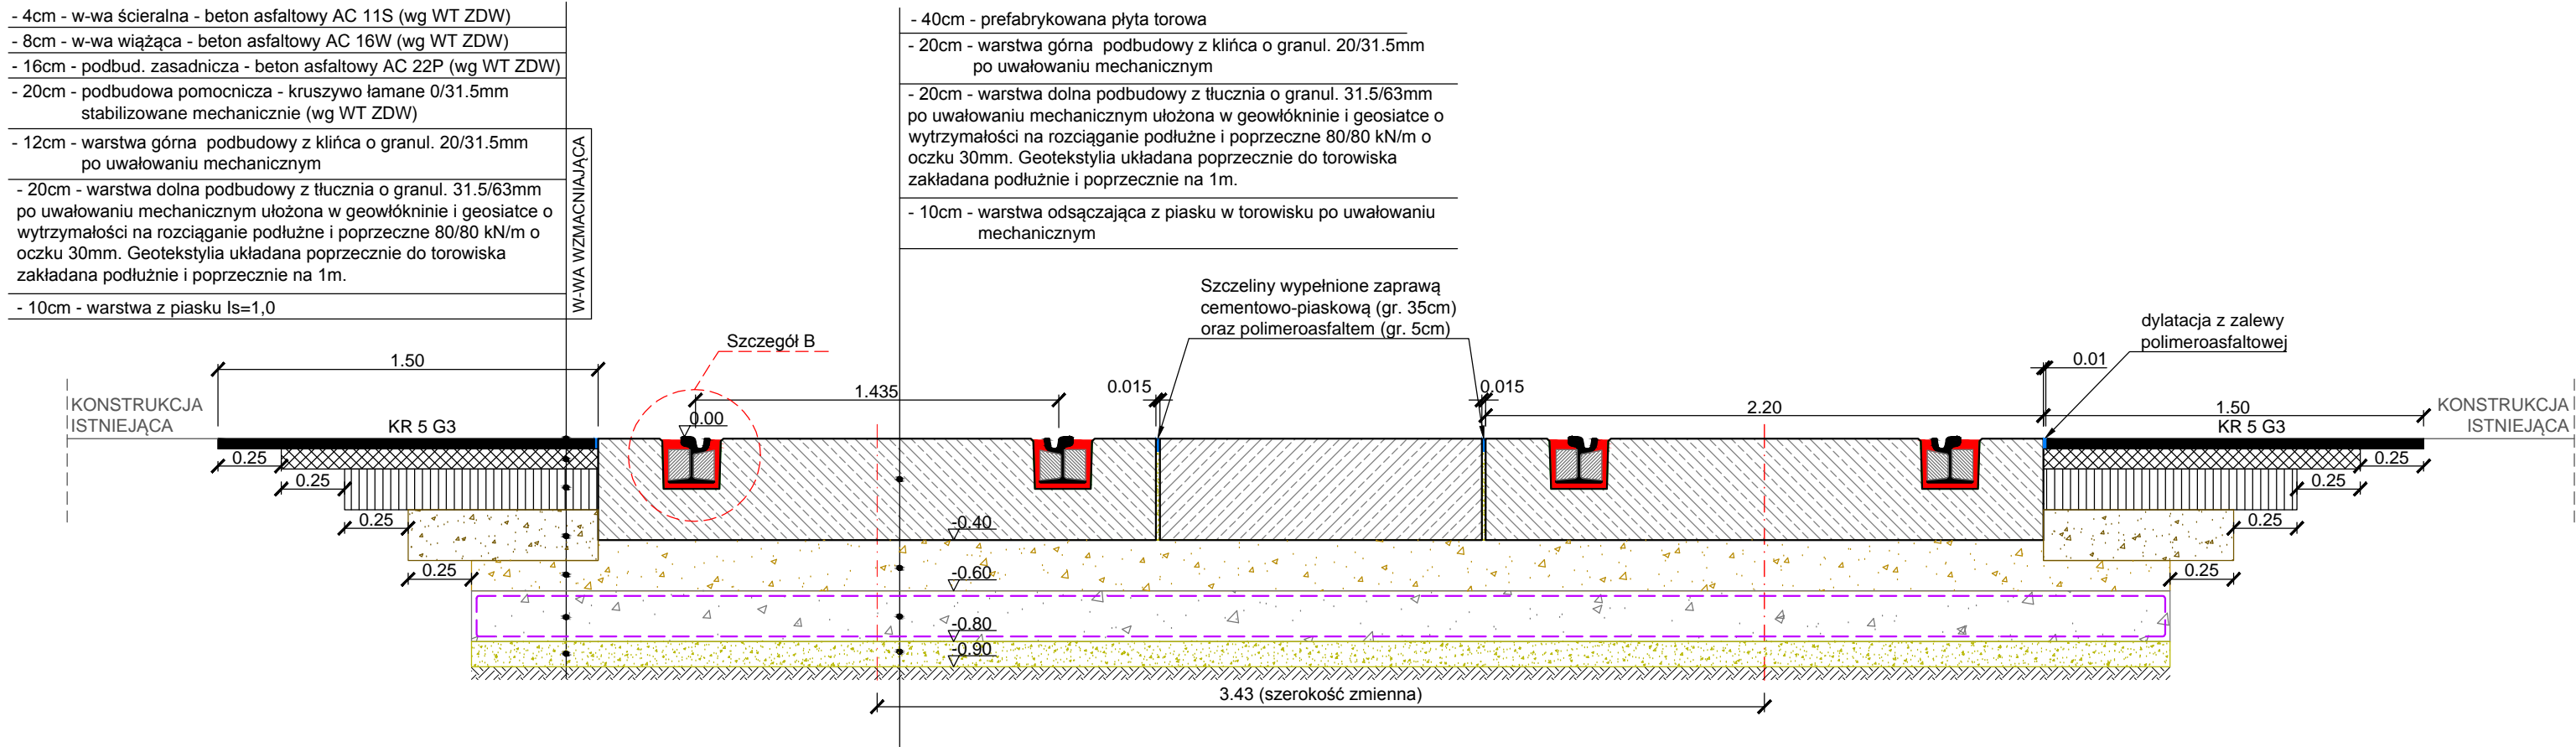 - 4cm - w-wa ścieralna - beton asfaltowy AC 11S (wg WT ZDW)
- 8cm - w-wa wiążąca - beton asfaltowy AC 16W (wg WT ZDW)
- 16cm - podbud. zasadnicza - beton asfaltowy AC 22P (wg WT ZDW)
- 20cm - podbudowa pomocnicza - kruszywo łamane 0/31.5mm
stabilizowane mechanicznie (wg WT ZDW)
- 12cm - warstwa górna podbudowy z klińca o granul. 20/31.5mm
po uwałowaniu mechanicznym
- 20cm - warstwa dolna podbudowy z tłucznia o granul. 31.5/63mm
po uwałowaniu mechanicznym ułożona w geowłókninie i geosiatce o
wytrzymałości na rozciąganie podłużne i poprzeczne 80/80 kN/m o
oczku 30mm. Geotekstylia układana poprzecznie do torowiska
zakładana podłużnie i poprzecznie na 1m.
- 10cm - warstwa z piasku Is=1,0
W-WA WZMACNIAJĄCA
- 40cm - prefabrykowana płyta torowa
- 20cm - warstwa górna podbudowy z klińca o granul. 20/31.5mm
po uwałowaniu mechanicznym
- 20cm - warstwa dolna podbudowy z tłucznia o granul. 31.5/63mm
po uwałowaniu mechanicznym ułożona w geowłókninie i geosiatce o
wytrzymałości na rozciąganie podłużne i poprzeczne 80/80 kN/m o
oczku 30mm. Geotekstylia układana poprzecznie do torowiska
zakładana podłużnie i poprzecznie na 1m.
- 10cm - warstwa odsączająca z piasku w torowisku po uwałowaniu
mechanicznym
Szczeliny wypełnione zaprawą
cementowo-piaskową (gr. 35cm)
oraz polimeroasfaltem (gr. 5cm)
dylatacja z zalewy
polimeroasfaltowej
Szczegół B
1.50
1.435
0.015
0.015
2.20
0.01
1.50
KONSTRUKCJA
ISTNIEJĄCA
KR 5 G3
0.00
KR 5 G3
KONSTRUKCJA
ISTNIEJĄCA
0.25
0.25
0.25
0.25
0.25
0.25
0.25
0.25
-0.40
-0.60
-0.80
-0.90
3.43 (szerokość zmienna)